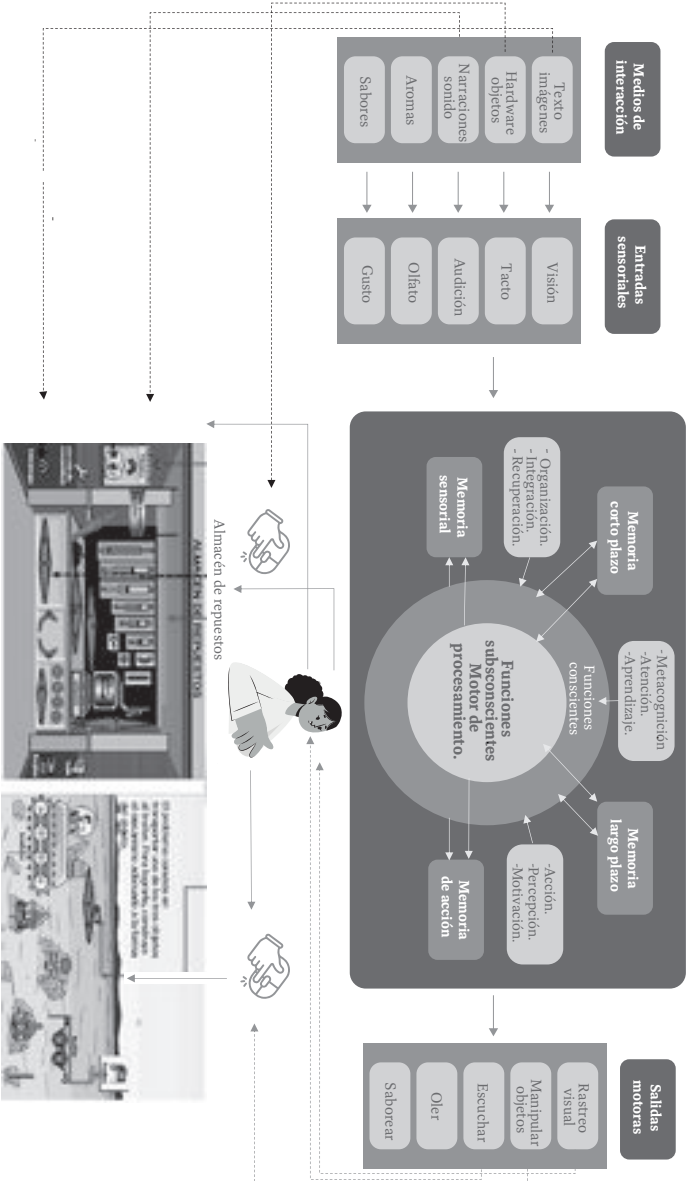 Medios de
interacción
Texto
imágenes
Hardware
objetos
Narraciones
sonido
Aromas
Sabores
Entradas
sensoriales
Visión
Tacto
Audición
Olfato
Gusto
Memoria
corto plazo
- Organización.
- Integración.
- Recuperación.
Memoria
sensorial
-Metacognición
-Atención.
-Aprendizaje.
Funciones
conscientes
Funciones
subsconscientes
Motor de
procesamiento.
Memoria
largo plazo
-Acción.
-Percepción.
-Motivación.
Memoria
de acción
Salidas
motoras
Rastreo
visual
Manipular
objetos
Escuchar
Oler
Saborear
Almacén de repuestos
ALMACEN DE REPUESTOS